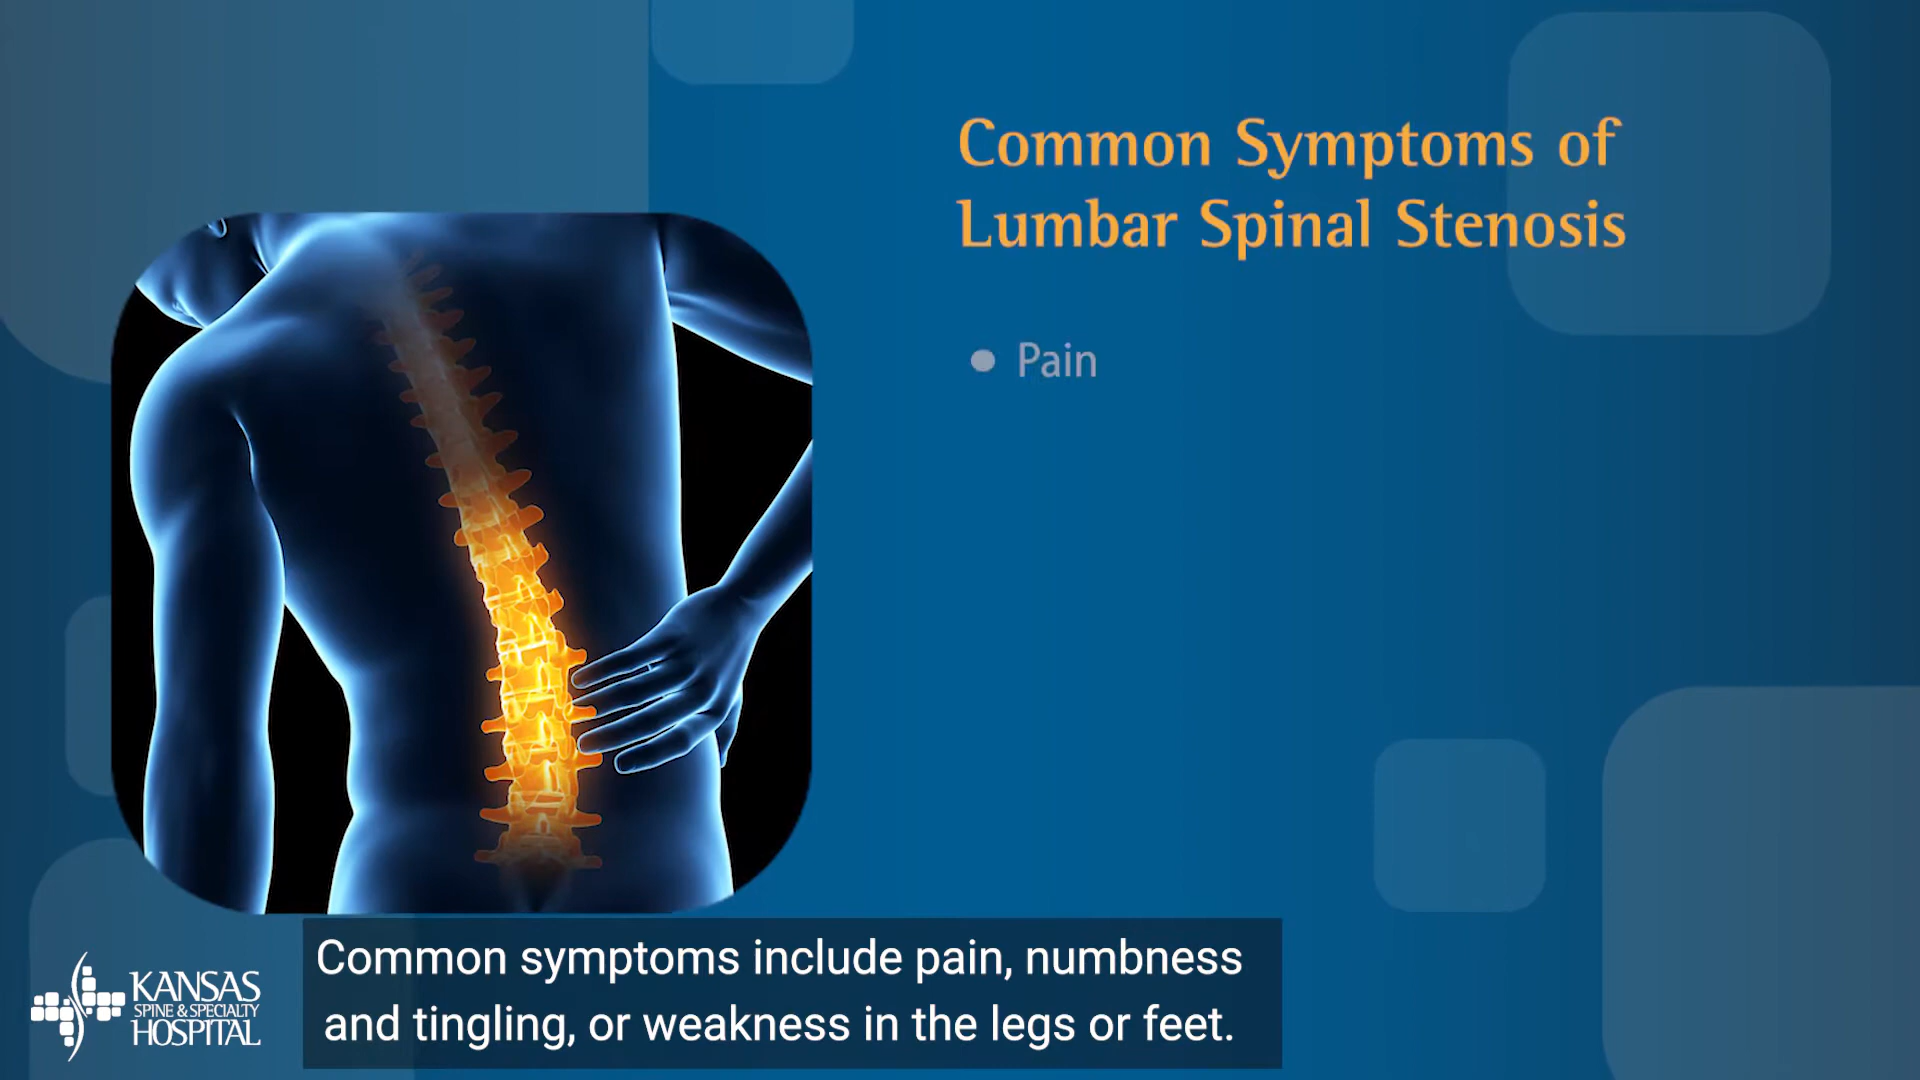 Common Symptoms of
Lumbar Spinal Stenosis
• Pain
Common symptoms include pain, numbness
and tingling, or weakness in the legs or feet.
KANSAS
SPINE & SPECIALTY
HOSPITAL